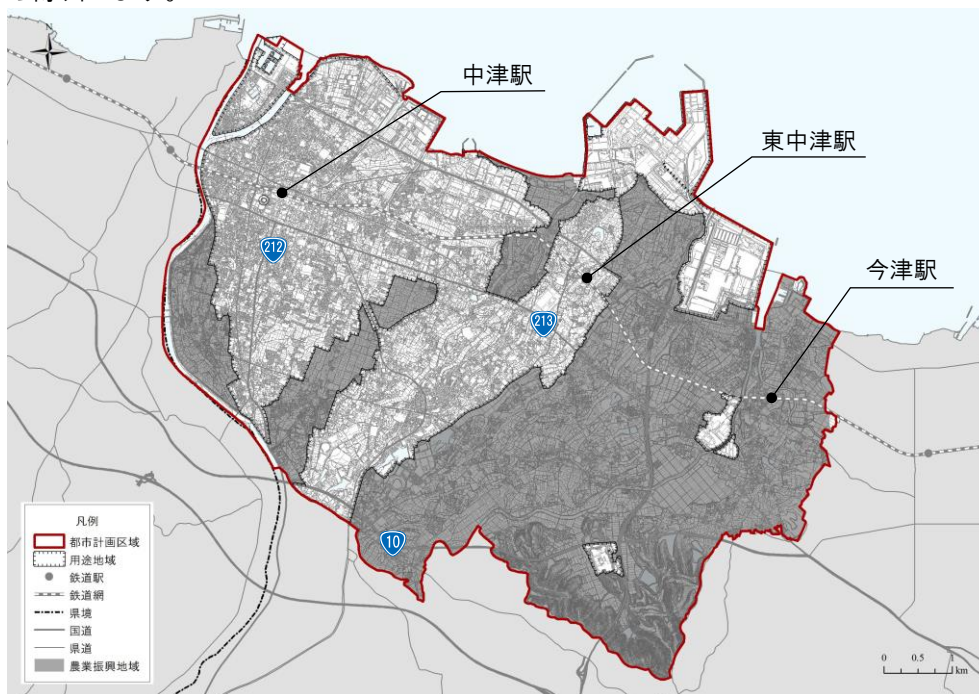 N
中津駅
東中津駅
今津駅
212
213
10
凡例
都市計画区域
用途地域
鉄道駅
鉄道網
県境
国道
県道
農業振興地域
0 0.5 1
km